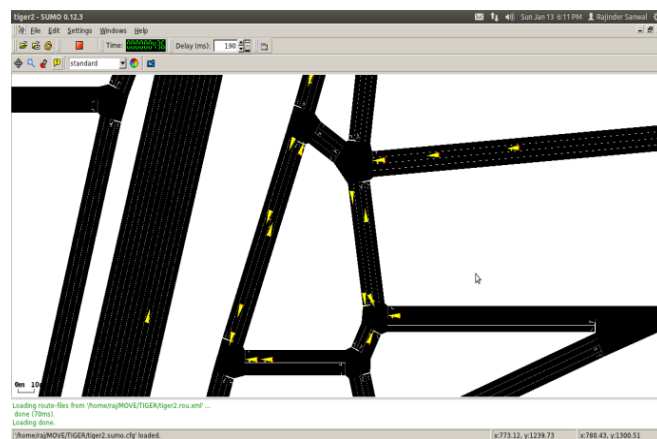 tiger2 - SUMO 0.12.3
Sun Jan 13 6:11 PM Rajinder Sanwal
File Edit Settings Windows Help
Time: Delay (ms): 190
standard
0m 10
Loading route-files from '/home/raj/MOVE/TIGER/tiger2.rou.xml' ...
done (70ms).
Loading done.
'/home/raj/MOVE/TIGER/tiger2.sumo.cfg' loaded.
x:773.12, y:1239.73
x:780.43, y:1300.51